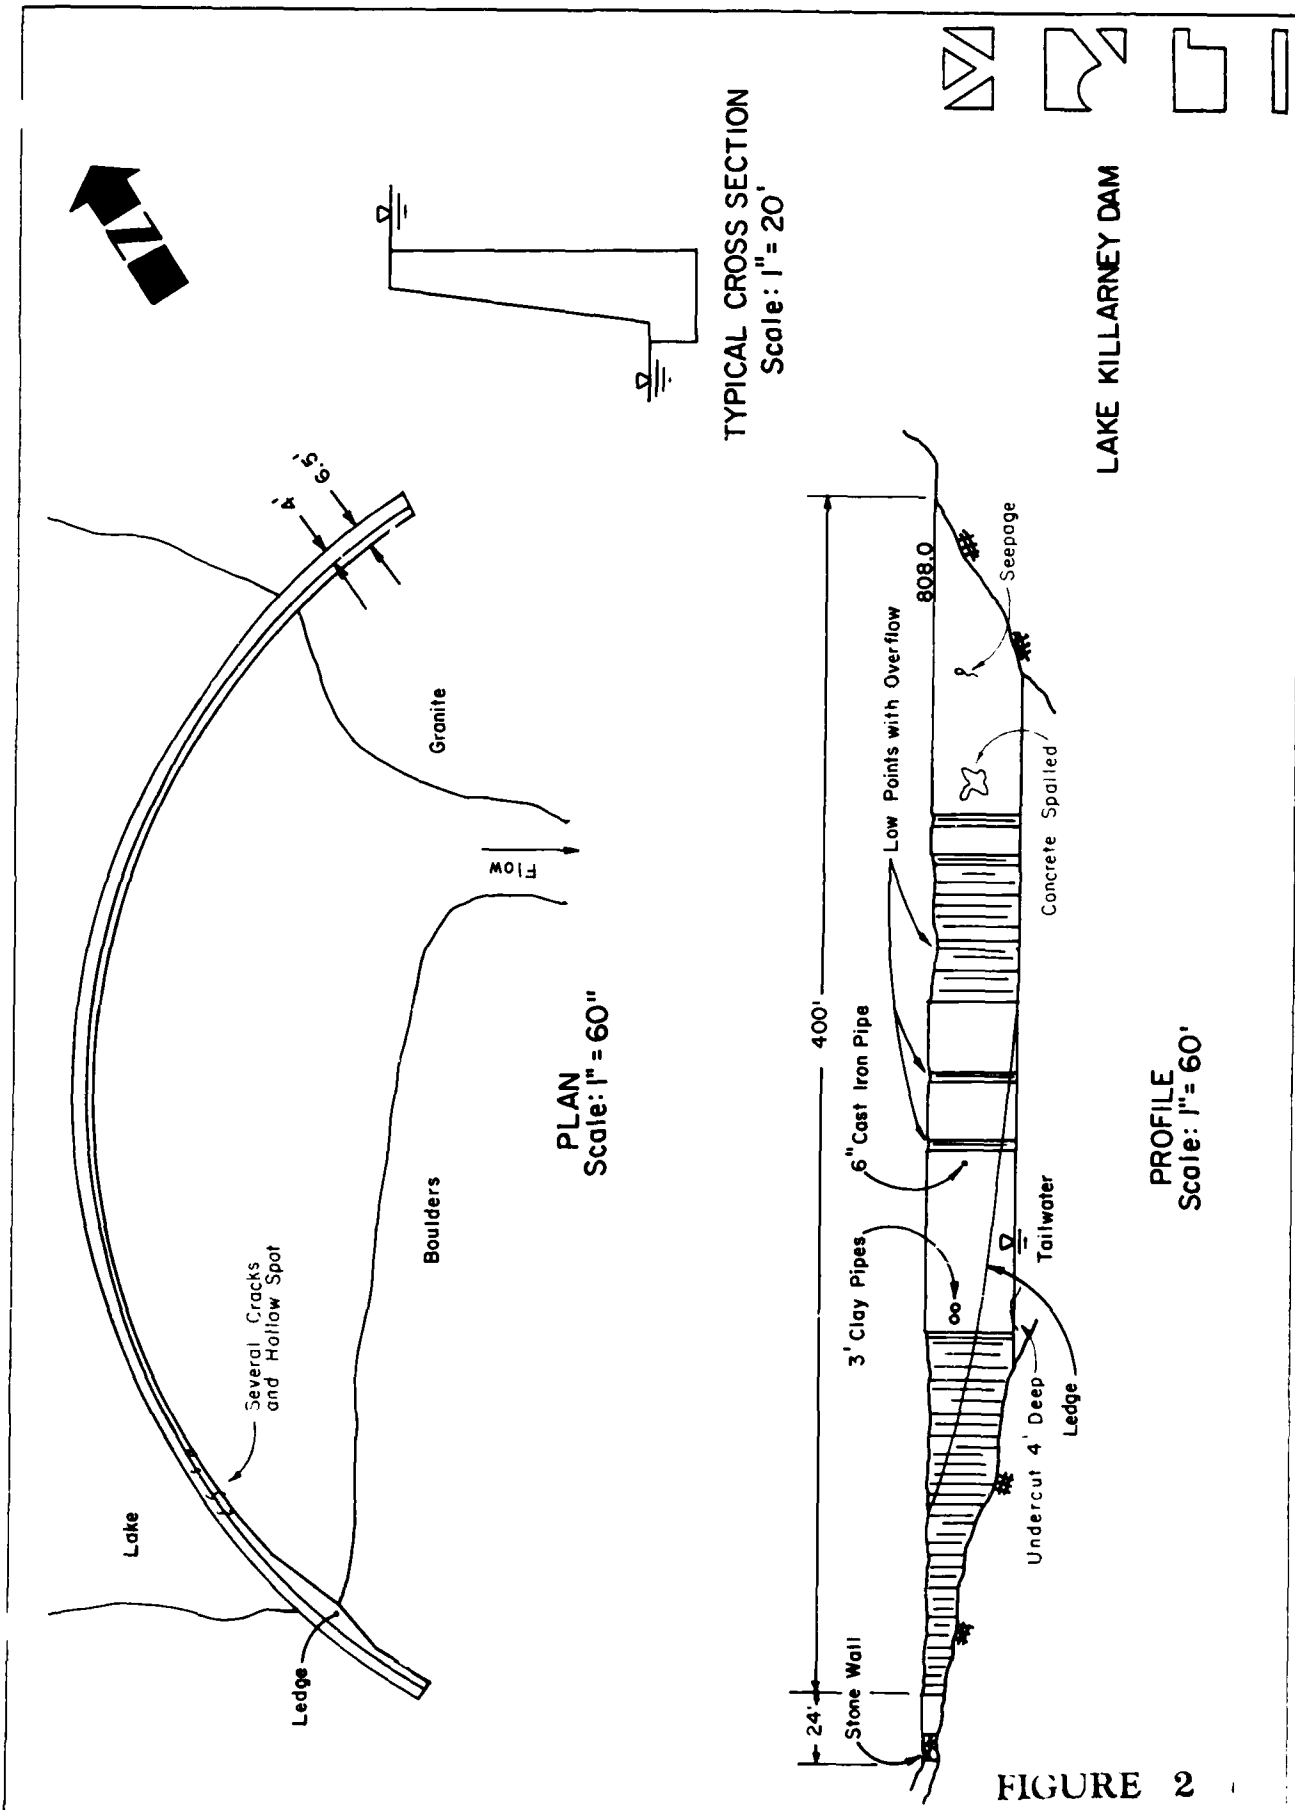 Lake
Several Cracks
and Hollow Spot
Ledge
Boulders
Granite
Flow
4'
6.5'
PLAN
Scale: 1" = 60"
TYPICAL CROSS SECTION
Scale: 1" = 20'
24'
400'
Stone Wall
3' Clay Pipes
6" Cast Iron Pipe
Low Points with Overflow
808.0
Seepage
Concrete Spalled
Tailwater
Undercut 4' Deep
Ledge
PROFILE
Scale: 1" = 60'
LAKE KILLARNEY DAM
FIGURE 2